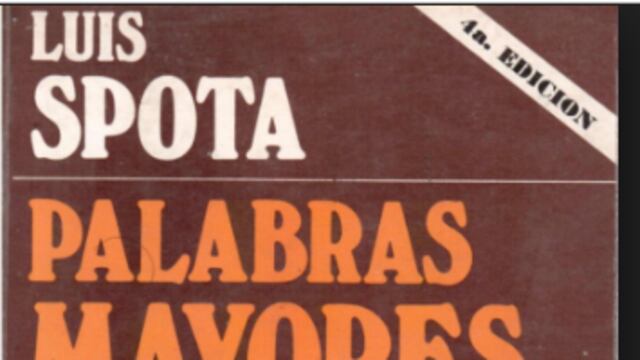 LUIS
SPOTA
4a. EDICION
PALABRAS
MAYORES